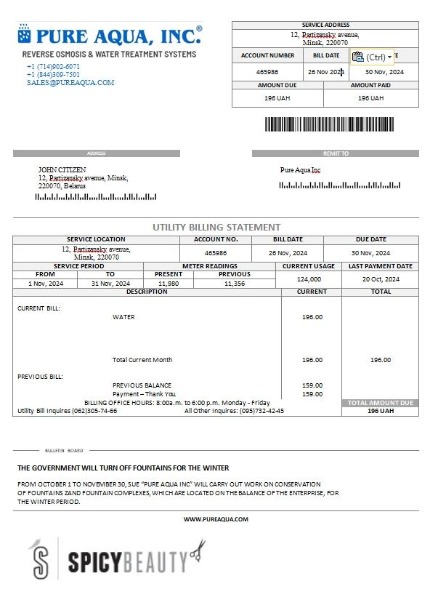 PURE AQUA, INC.®
REVERSE OSMOSIS & WATER TREATMENT SYSTEMS
+1 (714)902-6071
+1 (844)309-7501
SALES@PUREAQUA.COM
SERVICE ADDRESS
12, Partizansky avenue,
Minsk, 220070
ACCOUNT NUMBER BILL DATE
(Ctrl)
465986 26 Nov 2024 30 Nov, 2024
AMOUNT DUE AMOUNT PAID
196 UAH 196 UAH
ADDRESS REMIT TO
JOHN CITIZEN
12, Partizansky avenue, Minsk,
220070, Belarus
Pure Aqua Inc
UTILITY BILLING STATEMENT
SERVICE LOCATION ACCOUNT NO. BILL DATE DUE DATE
12, Partizansky avenue,
Minsk, 220070
465986 26 Nov, 2024 30 Nov, 2024
SERVICE PERIOD METER READINGS CURRENT USAGE LAST PAYMENT DATE
FROM TO PRESENT PREVIOUS
1 Nov, 2024 31 Nov, 2024 11,980 11,356 124,000 20 Oct, 2024
DESCRIPTION CURRENT TOTAL
CURRENT BILL:
WATER 196.00
Total Current Month 196.00 196.00
PREVIOUS BILL:
PREVIOUS BALANCE 159.00
Payment – Thank You 159.00
BILLING OFFICE HOURS: 8:00a.m. to 6:00 p.m. Monday - Friday TOTAL AMOUNT DUE
Utility Bill Inquires (062)305-74-66 All Other Inquires: (095)732-42-45 196 UAH
BULLETIN BOARD
THE GOVERNMENT WILL TURN OFF FOUNTAINS FOR THE WINTER
FROM OCTOBER 1 TO NOVEMBER 30, SUE "PURE AQUA INC" WILL CARRY OUT WORK ON CONSERVATION
OF FOUNTAINS ZAND FOUNTAIN COMPLEXES, WHICH ARE LOCATED ON THE BALANCE OF THE ENTERPRISE, FOR
THE WINTER PERIOD.
WWW.PUREAQUA.COM
SPICYBEAUTY